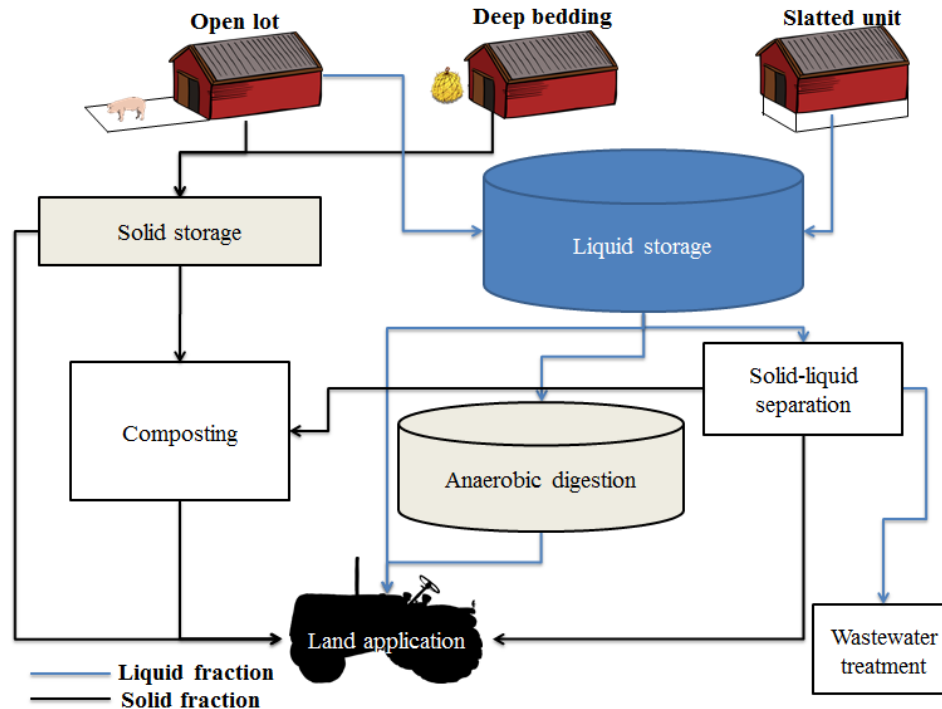 Open lot
Deep bedding
Slatted unit
Solid storage
Liquid storage
Solid-liquid
separation
Composting
Anaerobic digestion
Land application
Wastewater
treatment
Liquid fraction
Solid fraction